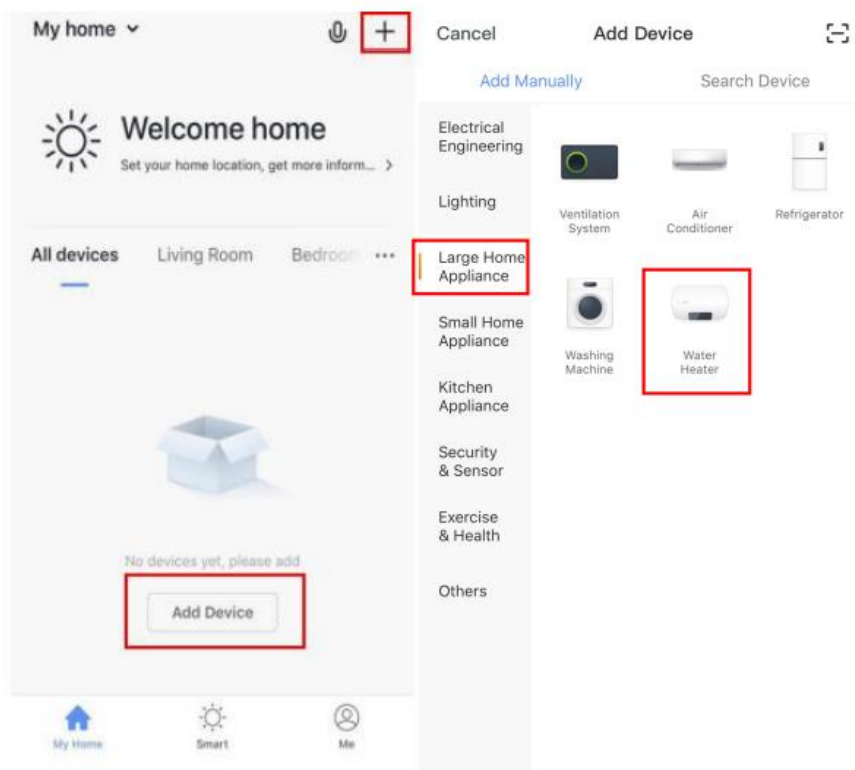 My home
Welcome home
Set your home location, get more inform...
All devices Living Room Bedroom
No devices yet, please add
Add Device
My Home Smart Me
Cancel Add Device
Add Manually Search Device
Electrical
Engineering
Lighting
Large Home
Appliance
Small Home
Appliance
Kitchen
Appliance
Security
& Sensor
Exercise
& Health
Others
Ventilation
System
Air
Conditioner
Refrigerator
Washing
Machine
Water
Heater